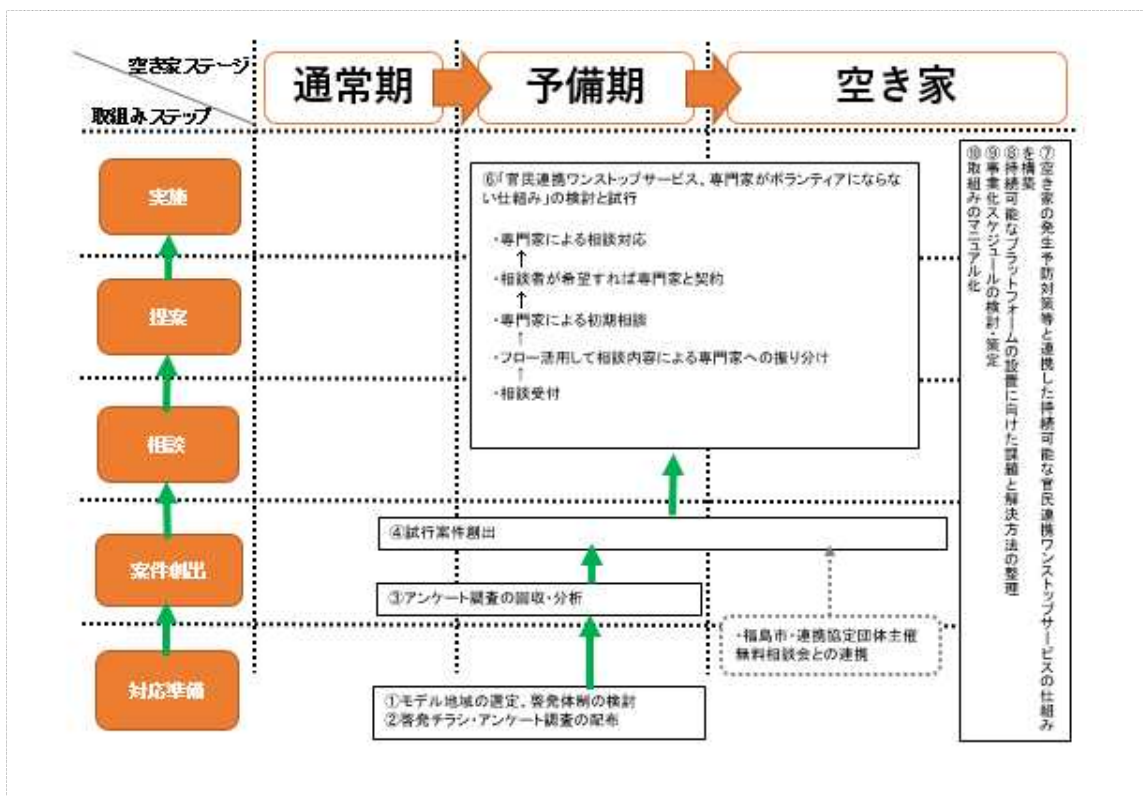 空き家ステージ
取組みステップ
通常期
予備期
空き家
実施
提案
相談
案件創出
対応準備
⑥「官民連携ワンストップサービス、専門家がボランティアにならな
い仕組み」の検討と試行
・専門家による相談対応
↑
・相談者が希望すれば専門家と契約
↑
・専門家による初期相談
↑
・フロー活用して相談内容による専門家への振り分け
↑
・相談受付
④試行案件創出
③アンケート調査の回収・分析
・福島市・連携協定団体主催
無料相談会との連携
①モデル地域の選定、啓発体制の検討
②啓発チラシ・アンケート調査の配布
⑦空き家の発生予防対策等と連携した持続可能な官民連携ワンストップサービスの仕組み
を構築
⑧持続可能なプラットフォームの設置に向けた課題と解決方法の整理
⑨事業化スケジュールの検討・策定
⑩取組みのマニュアル化